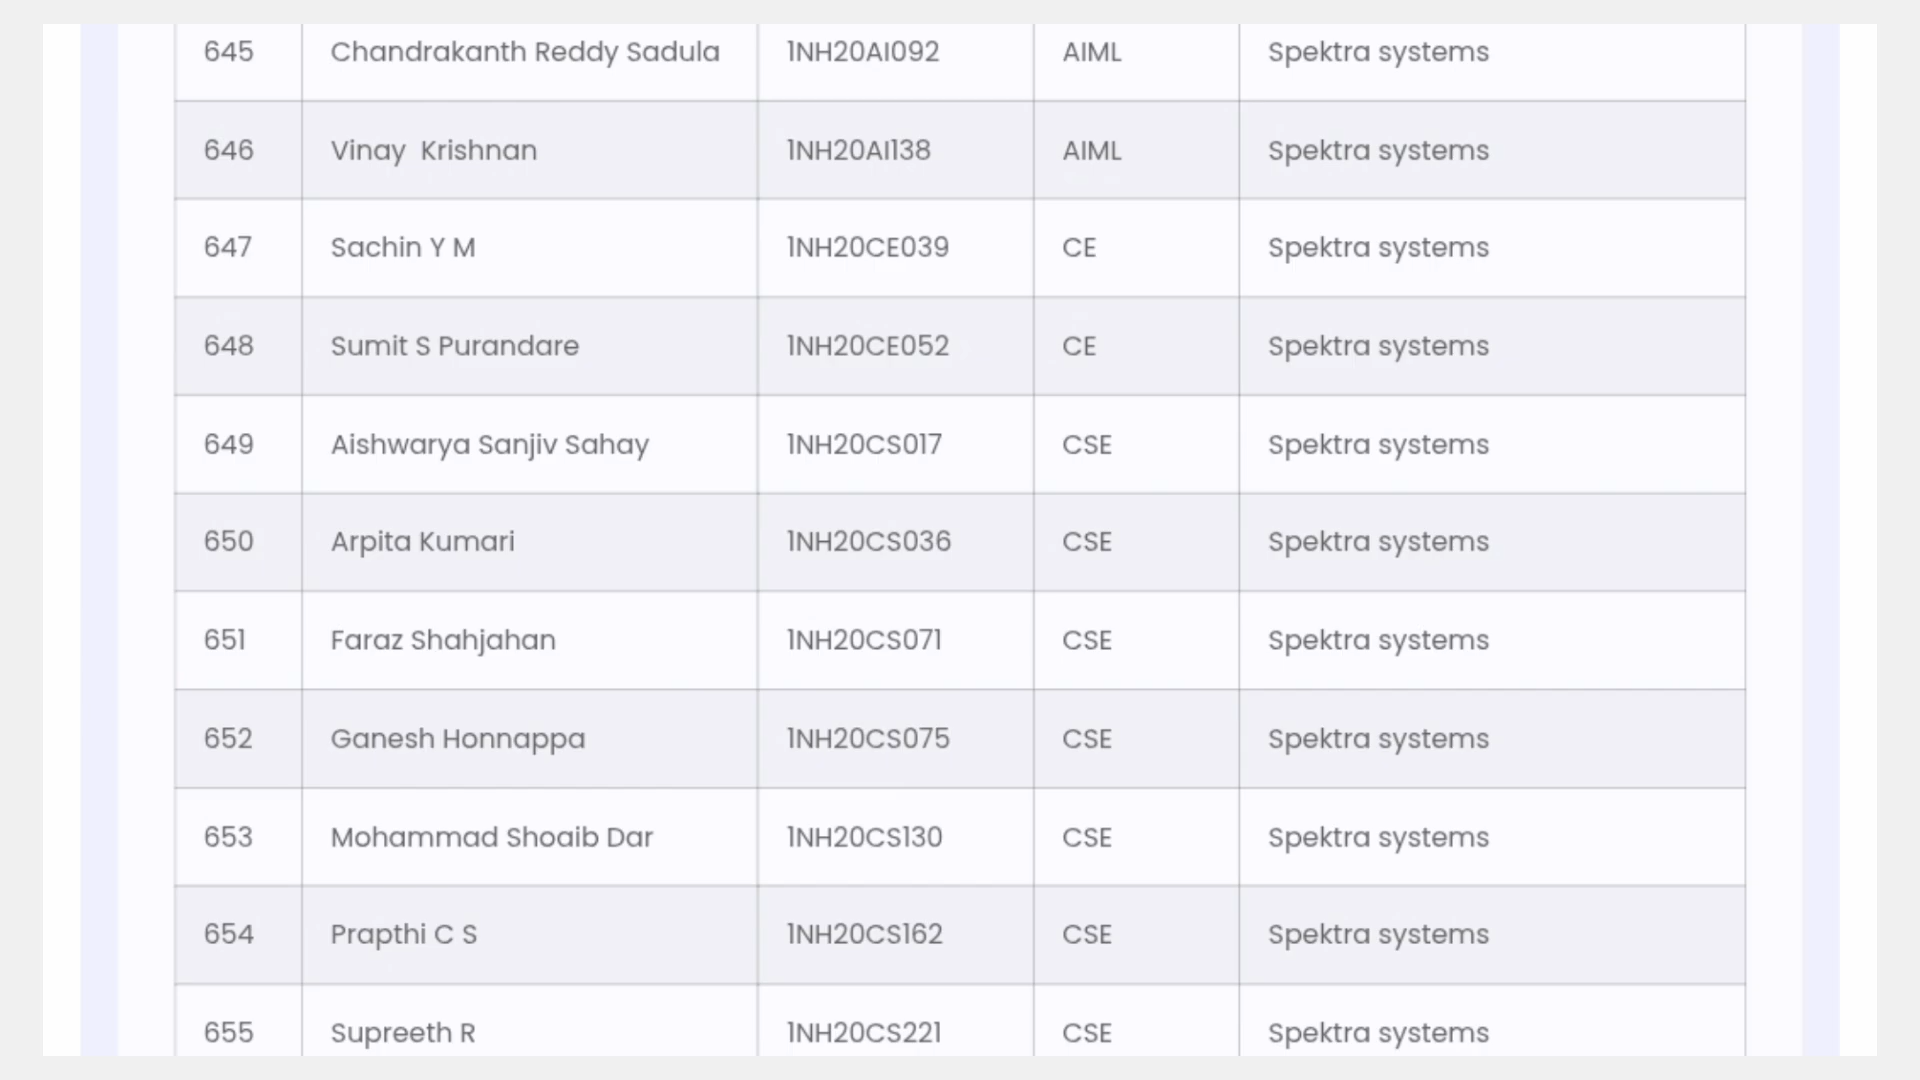 645 Chandrakanth Reddy Sadula 1NH20AI092 AIML Spektra systems
646 Vinay  Krishnan 1NH20AI138 AIML Spektra systems
647 Sachin Y M 1NH20CE039 CE Spektra systems
648 Sumit S Purandare 1NH20CE052 CE Spektra systems
649 Aishwarya Sanjiv Sahay 1NH20CS017 CSE Spektra systems
650 Arpita Kumari 1NH20CS036 CSE Spektra systems
651 Faraz Shahjahan 1NH20CS071 CSE Spektra systems
652 Ganesh Honnappa 1NH20CS075 CSE Spektra systems
653 Mohammad Shoaib Dar 1NH20CS130 CSE Spektra systems
654 Prapthi C S 1NH20CS162 CSE Spektra systems
655 Supreeth R 1NH20CS221 CSE Spektra systems